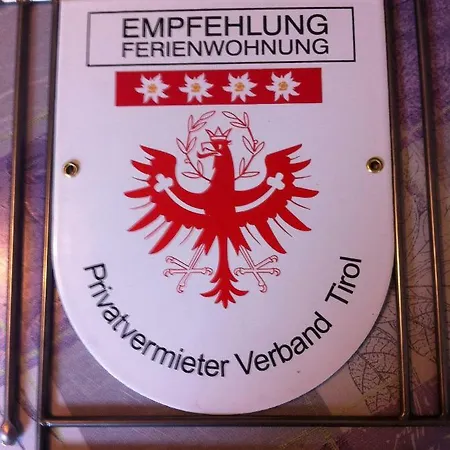 EMPFEHLUNG
FERIENWOHNUNG
Privatvermieter Verband Tirol